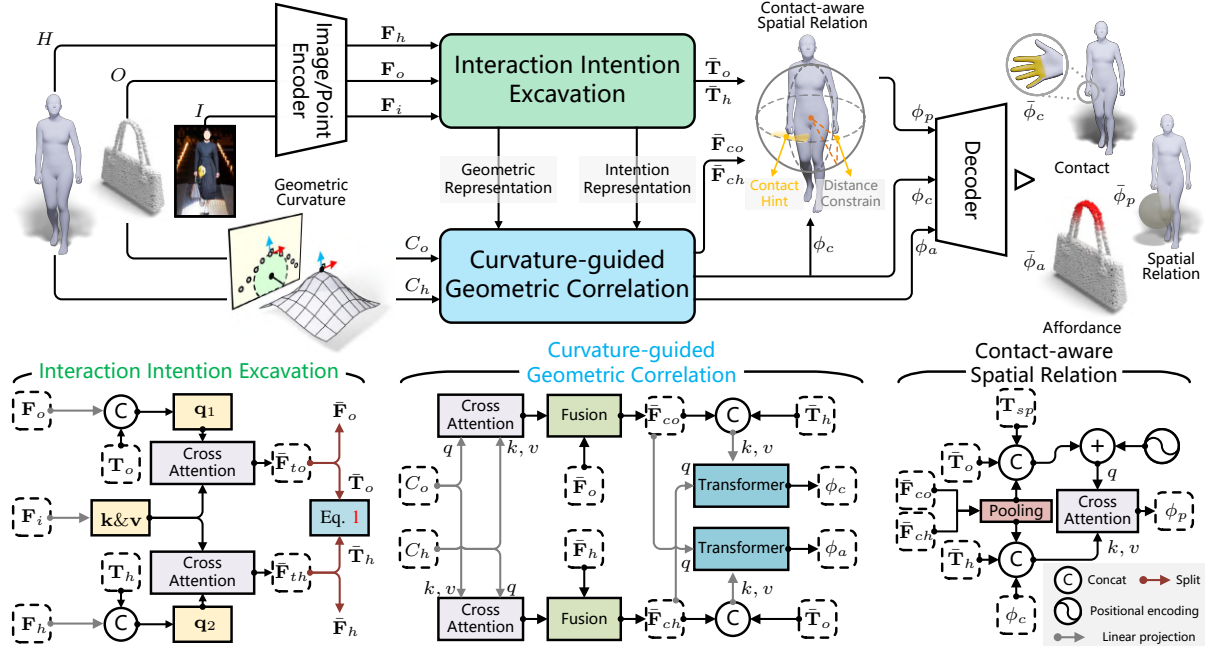 H
O
I
Image/Point
Encoder
F_h
F_o
F_i
Interaction Intention
Excavation
T̄_o
T̄_h
Contact-aware
Spatial Relation
Contact
Hint
Distance
Constrain
F̄_co
F̄_ch
Geometric
Representation
Intention
Representation
Geometric
Curvature
C_o
C_h
Curvature-guided
Geometric Correlation
ϕ_c
ϕ_p
ϕ_c
ϕ_a
Decoder
ϕ̄_c
Contact
ϕ̄_p
Spatial
Relation
ϕ̄_a
Affordance
Interaction Intention Excavation
F_o
C
q1
T_o
Cross
Attention
F̄_to
F̄_o
T̄_o
F_i
k&v
Eq. 1
T_h
Cross
Attention
F̄_th
T̄_h
F̄_h
F_h
C
q2
Curvature-guided
Geometric Correlation
Cross
Attention
Fusion
F̄_co
C
T̄_h
q
k, v
k, v
C_o
F̄_o
q
Transformer
ϕ_c
C_h
F̄_h
q
Transformer
ϕ_a
k, v
q
k, v
Cross
Attention
Fusion
F̄_ch
C
T̄_o
Contact-aware
Spatial Relation
T_sp
T̄_o
C
+
q
F̄_co
F̄_ch
Pooling
Cross
Attention
ϕ_p
T̄_h
C
k, v
ϕ_c
C
Concat
Split
Positional encoding
Linear projection